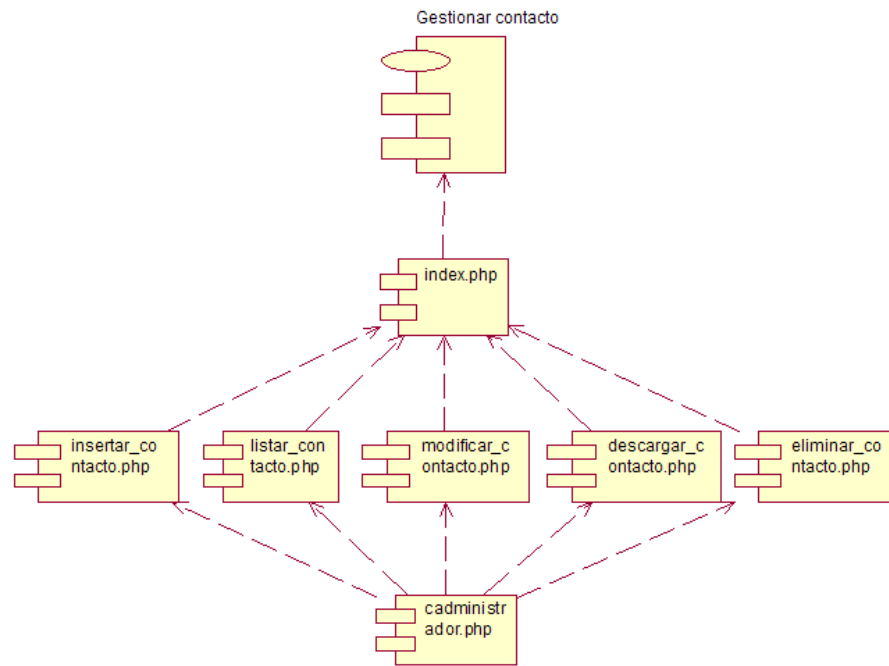 Gestionar contacto
index.php
insertar_co
ntacto.php
listar_con
tacto.php
modificar_c
ontacto.php
descargar_c
ontacto.php
eliminar_co
ntacto.php
cadministr
ador.php